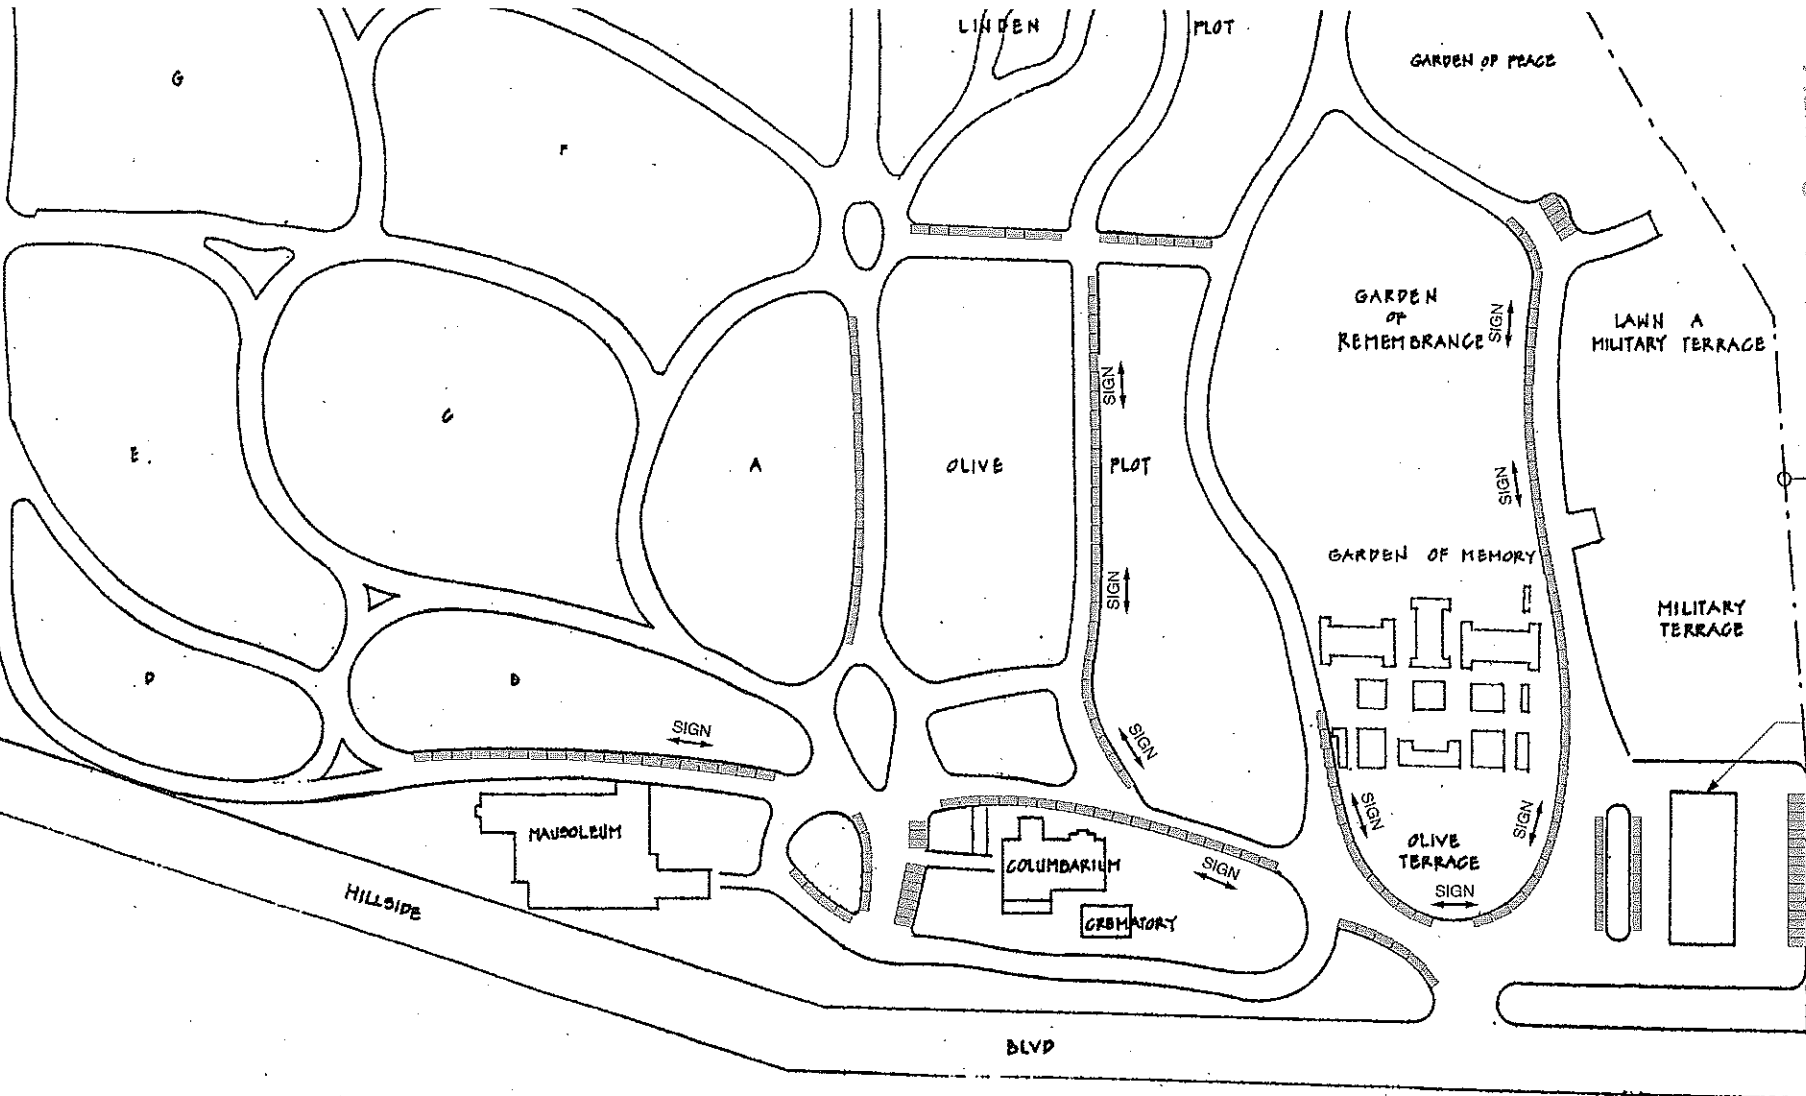 LINDEN PLOT
GARDEN OF PEACE
G
F
GARDEN
OF
REMEMBRANCE
SIGN
LAWN A
MILITARY TERRACE
SIGN
C
E.
A
OLIVE PLOT
SIGN
GARDEN OF MEMORY
SIGN
MILITARY
TERRACE
D
D
SIGN
SIGN
SIGN
SIGN
MAUSOLEUM
OLIVE
TERRACE
COLUMBARIUM
SIGN
SIGN
HILLSIDE
CREMATORY
BLVD